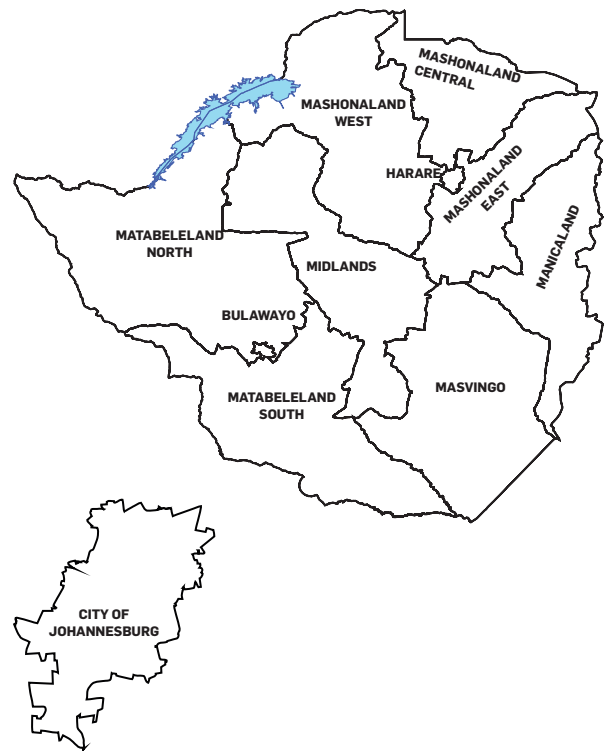 MASHONALAND
CENTRAL
MASHONALAND
WEST
HARARE
MASHONALAND
EAST
MANICALAND
MATABELELAND
NORTH
MIDLANDS
BULAWAYO
MATABELELAND
SOUTH
MASVINGO
CITY OF
JOHANNESBURG